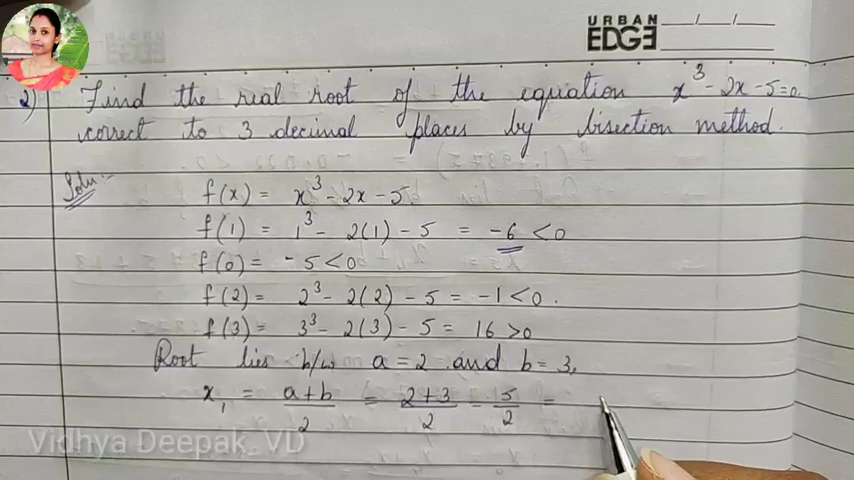 URBAN
EDGE
2) Find the real root of the equation x³ - 2x - 5 = 0.
correct to 3 decimal places by bisection method.
Soln:-
f(x) = x³ - 2x - 5
f(1) = 1³ - 2(1) - 5 = -6 < 0
f(0) = -5 < 0
f(2) = 2³ - 2(2) - 5 = -1 < 0.
f(3) = 3³ - 2(3) - 5 = 16 > 0
Root lies b/w a = 2 and b = 3,
x₁ = a+b/2 = 2+3/2 = 5/2 =
Vidhya Deepak_VD